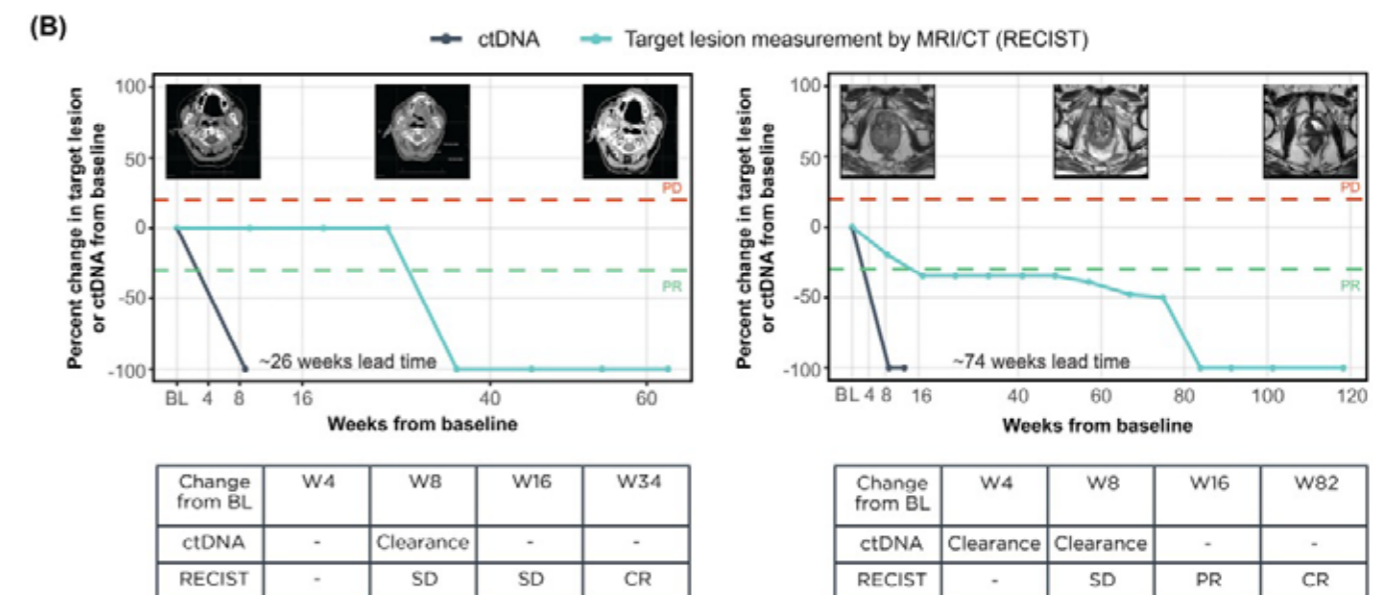 (B)
ctDNA Target lesion measurement by MRI/CT (RECIST)
Percent change in target lesion
or ctDNA from baseline
100
50
0
-50
-100
PD
PR
~26 weeks lead time
BL 4 8 16 40 60
Weeks from baseline
Percent change in target lesion
or ctDNA from baseline
100
50
0
-50
-100
PD
PR
~74 weeks lead time
BL 4 8 16 40 60 80 100 120
Weeks from baseline
Change from BL W4 W8 W16 W34
ctDNA - Clearance - -
RECIST - SD SD CR
Change from BL W4 W8 W16 W82
ctDNA Clearance Clearance - -
RECIST - SD PR CR